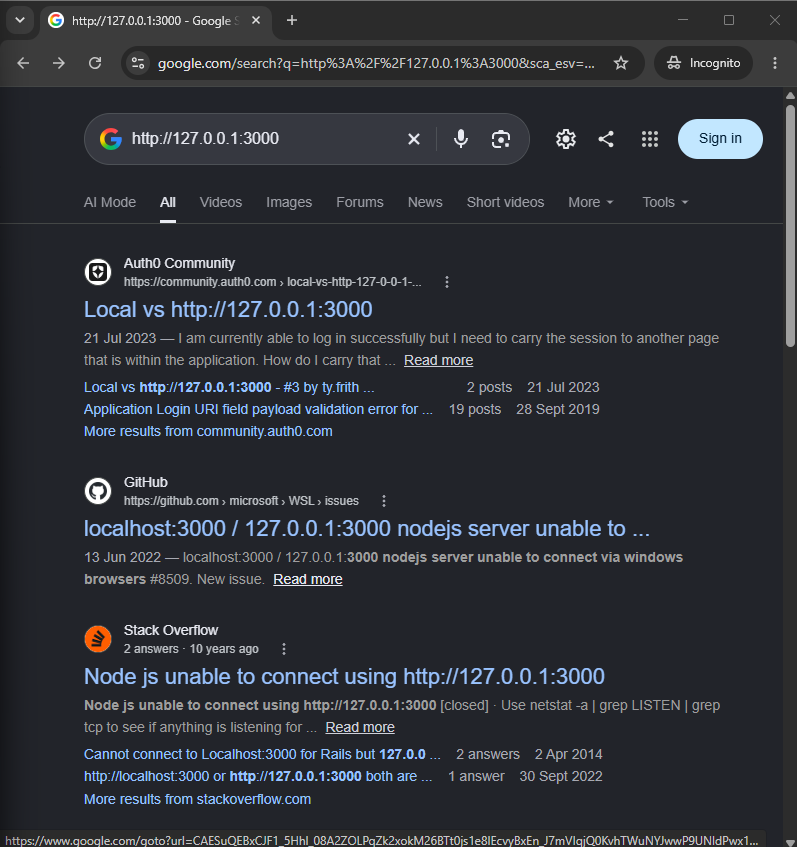 http://127.0.0.1:3000 - Google S
google.com/search?q=http%3A%2F%2F127.0.0.1%3A3000&sca_esv=...
Incognito
http://127.0.0.1:3000
Sign in
AI Mode All Videos Images Forums News Short videos More Tools
Auth0 Community
https://community.auth0.com › local-vs-http-127-0-0-1-...
Local vs http://127.0.0.1:3000
21 Jul 2023 — I am currently able to log in successfully but I need to carry the session to another page
that is within the application. How do I carry that ... Read more
Local vs http://127.0.0.1:3000 - #3 by ty.frith ... 2 posts 21 Jul 2023
Application Login URI field payload validation error for ... 19 posts 28 Sept 2019
More results from community.auth0.com
GitHub
https://github.com › microsoft › WSL › issues
localhost:3000 / 127.0.0.1:3000 nodejs server unable to ...
13 Jun 2022 — localhost:3000 / 127.0.0.1:3000 nodejs server unable to connect via windows
browsers #8509. New issue. Read more
Stack Overflow
2 answers · 10 years ago
Node js unable to connect using http://127.0.0.1:3000
Node js unable to connect using http://127.0.0.1:3000 [closed] · Use netstat -a | grep LISTEN | grep
tcp to see if anything is listening for ... Read more
Cannot connect to Localhost:3000 for Rails but 127.0.0 ... 2 answers 2 Apr 2014
http://localhost:3000 or http://127.0.0.1:3000 both are ... 1 answer 30 Sept 2022
More results from stackoverflow.com